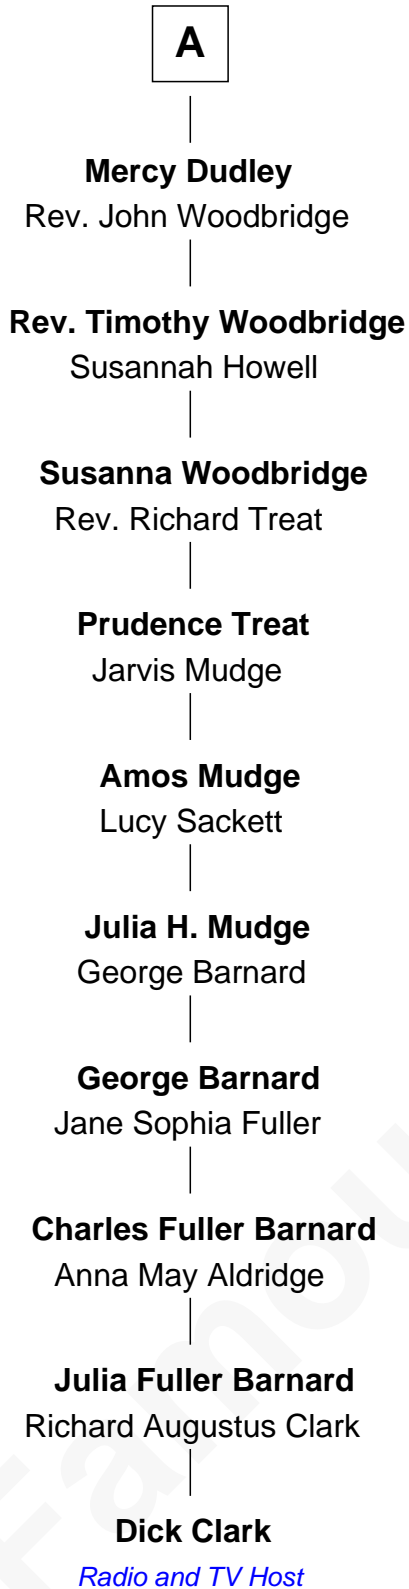 A
Mercy Dudley
Rev. John Woodbridge
Rev. Timothy Woodbridge
Susannah Howell
Susanna Woodbridge
Rev. Richard Treat
Prudence Treat
Jarvis Mudge
Amos Mudge
Lucy Sackett
Julia H. Mudge
George Barnard
George Barnard
Jane Sophia Fuller
Charles Fuller Barnard
Anna May Aldridge
Julia Fuller Barnard
Richard Augustus Clark
Dick Clark
Radio and TV Host
Famou